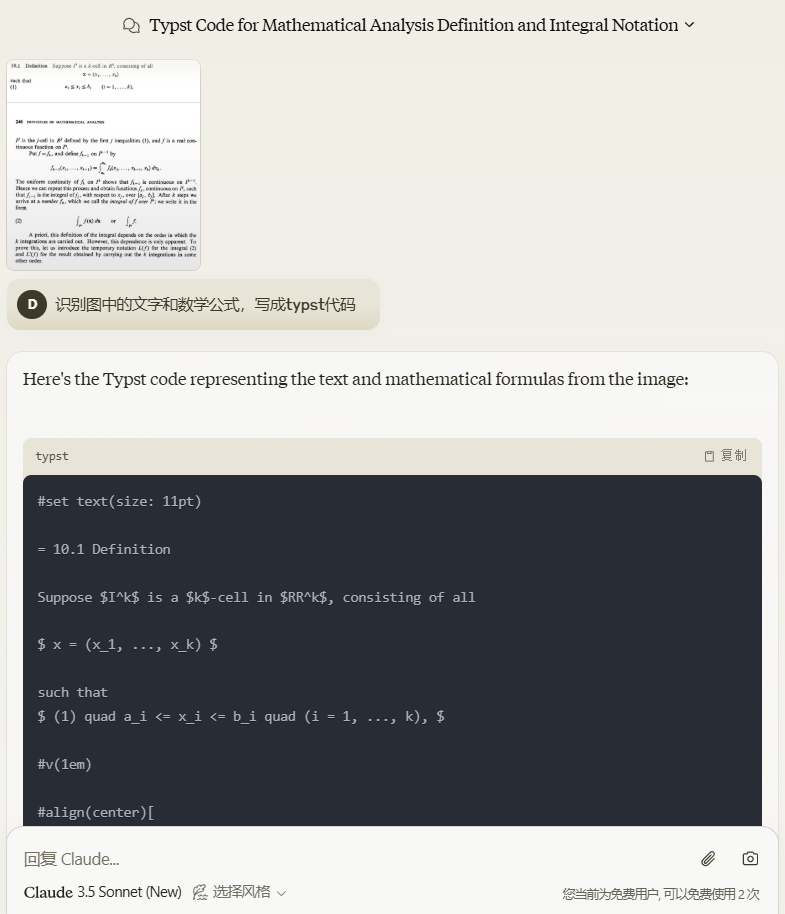 Typst Code for Mathematical Analysis Definition and Integral Notation
10.1 Definition Suppose I^k is a k-cell in R^k, consisting of all
x = (x_1, ..., x_k)
such that
(1) a_i ≤ x_i ≤ b_i (i = 1, ..., k),
246 PRINCIPLES OF MATHEMATICAL ANALYSIS
I^j is the j-cell in R^j defined by the first j inequalities (1), and f is a real con-
tinuous function on I^k.
Put f = f_k, and define f_{k-1} on I^{k-1} by
f_{k-1}(x_1, ..., x_{k-1}) = ∫_{a_k}^{b_k} f_k(x_1, ..., x_{k-1}, x_k) dx_k.
The uniform continuity of f_k on I^k shows that f_{k-1} is continuous on I^{k-1}.
Hence we can repeat this process and obtain functions f_j, continuous on I^j, such
that f_{j-1} is the integral of f_j, with respect to x_j, over [a_j, b_j]. After k steps we
arrive at a number f_0, which we call the integral of f over I^k; we write it in the
form
(2) ∫_{I^k} f(x) dx or ∫_{I^k} f.
A priori, this definition of the integral depends on the order in which the
k integrations are carried out. However, this dependence is only apparent. To
prove this, let us introduce the temporary notation L(f) for the integral (2)
and L'(f) for the result obtained by carrying out the k integrations in some
other order.
D 识别图中的文字和数学公式，写成typst代码
Here's the Typst code representing the text and mathematical formulas from the image:
typst 复制
#set text(size: 11pt)
= 10.1 Definition
Suppose $I^k$ is a $k$-cell in $RR^k$, consisting of all
$ x = (x_1, ..., x_k) $
such that
$ (1) quad a_i <= x_i <= b_i quad (i = 1, ..., k), $
#v(1em)
#align(center)[
回复 Claude...
Claude 3.5 Sonnet (New) 选择风格 您当前为免费用户, 可以免费使用 2 次